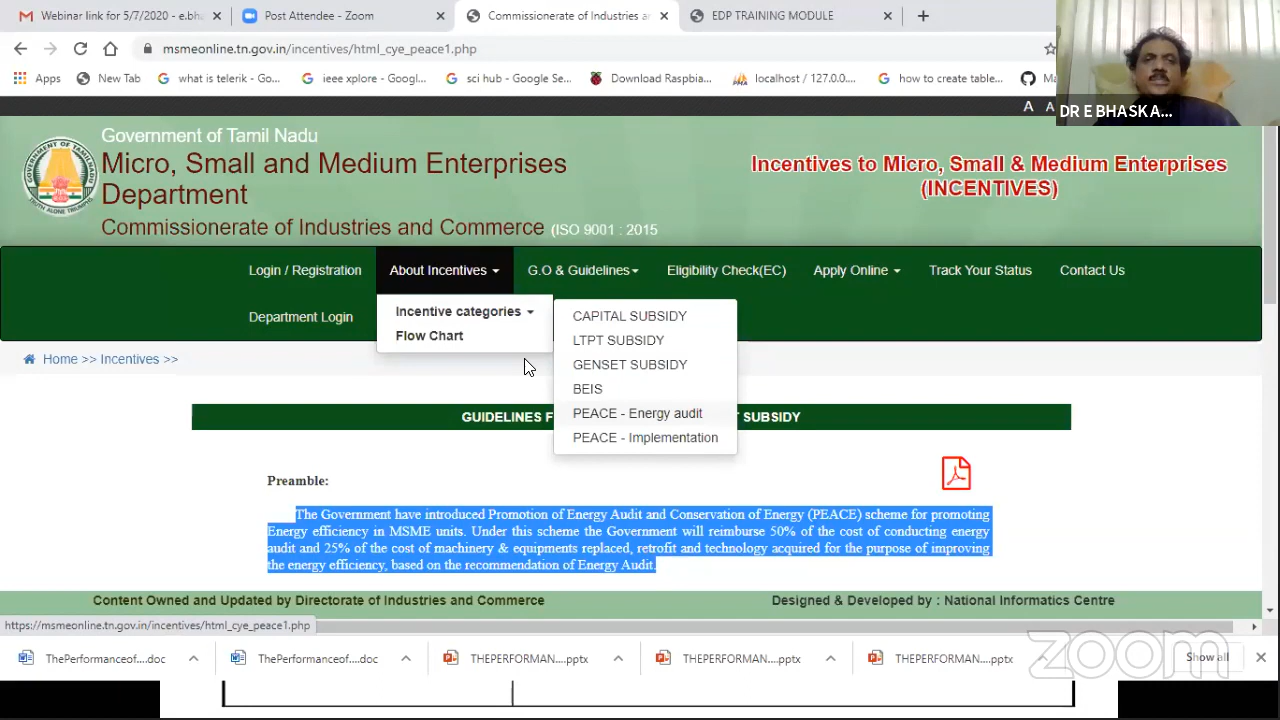 Webinar link for 5/7/2020 - e.bha
Post Attendee - Zoom
Commissionerate of Industries an
EDP TRAINING MODULE
msmeonline.tn.gov.in/incentives/html_cye_peace1.php
Apps
New Tab
what is telerik - Go...
ieee xplore - Googl...
sci hub - Google Se...
Download Raspbia...
localhost / 127.0.0....
how to create table...
DR E BHASK A...
A A
Government of Tamil Nadu
Micro, Small and Medium Enterprises
Department
Commissionerate of Industries and Commerce (ISO 9001 : 2015
Incentives to Micro, Small & Medium Enterprises
(INCENTIVES)
Login / Registration
About Incentives
G.O & Guidelines
Eligibility Check(EC)
Apply Online
Track Your Status
Contact Us
Department Login
Incentive categories
Flow Chart
CAPITAL SUBSIDY
LTPT SUBSIDY
GENSET SUBSIDY
BEIS
PEACE - Energy audit
PEACE - Implementation
Home >> Incentives >>
GUIDELINES F
SUBSIDY
Preamble:
The Government have introduced Promotion of Energy Audit and Conservation of Energy (PEACE) scheme for promoting
Energy efficiency in MSME units. Under this scheme the Government will reimburse 50% of the cost of conducting energy
audit and 25% of the cost of machinery & equipments replaced, retrofit and technology acquired for the purpose of improving
the energy efficiency, based on the recommendation of Energy Audit.
Content Owned and Updated by Directorate of Industries and Commerce
Designed & Developed by : National Informatics Centre
https://msmeonline.tn.gov.in/incentives/html_cye_peace1.php
ThePerformanceof....doc
ThePerformanceof....doc
THEPERFORMAN....pptx
THEPERFORMAN....pptx
THEPERFORMAN....pptx
Show all
zoom